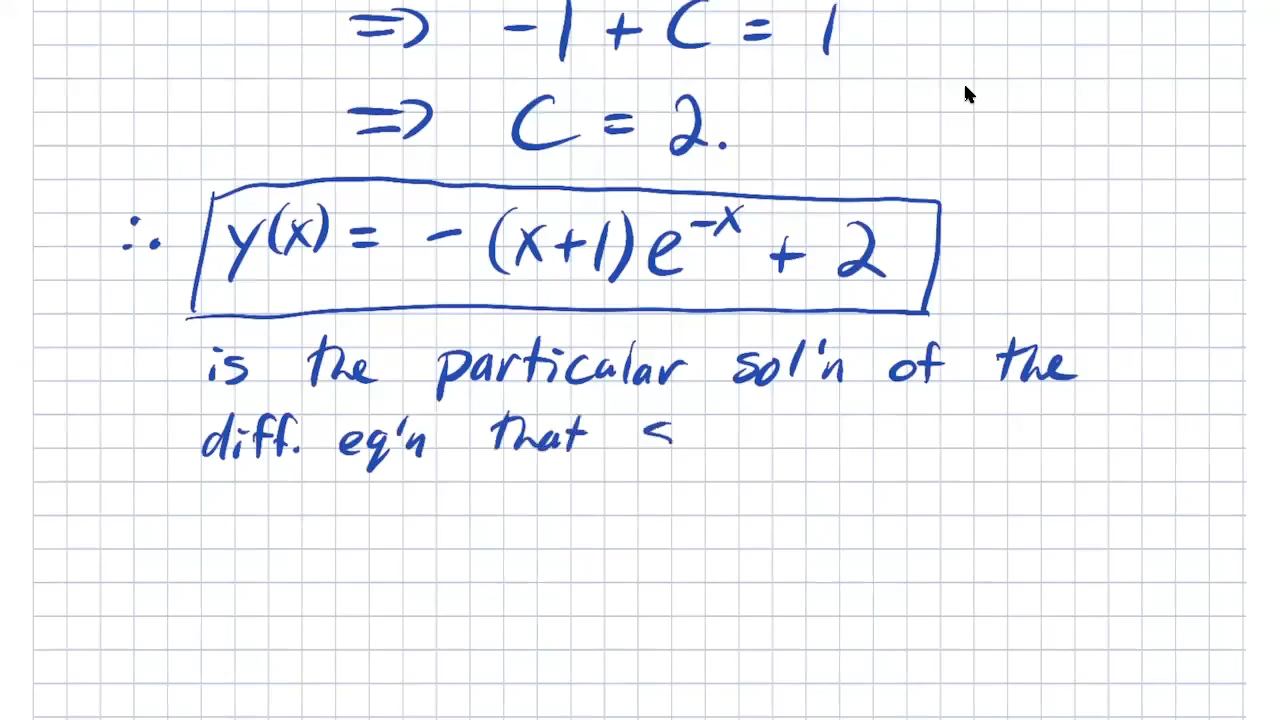 => -1 + C = 1
=> C = 2.
∴ y(x) = - (x+1) e^{-x} + 2
is the particular sol'n of the
diff. eq'n that s